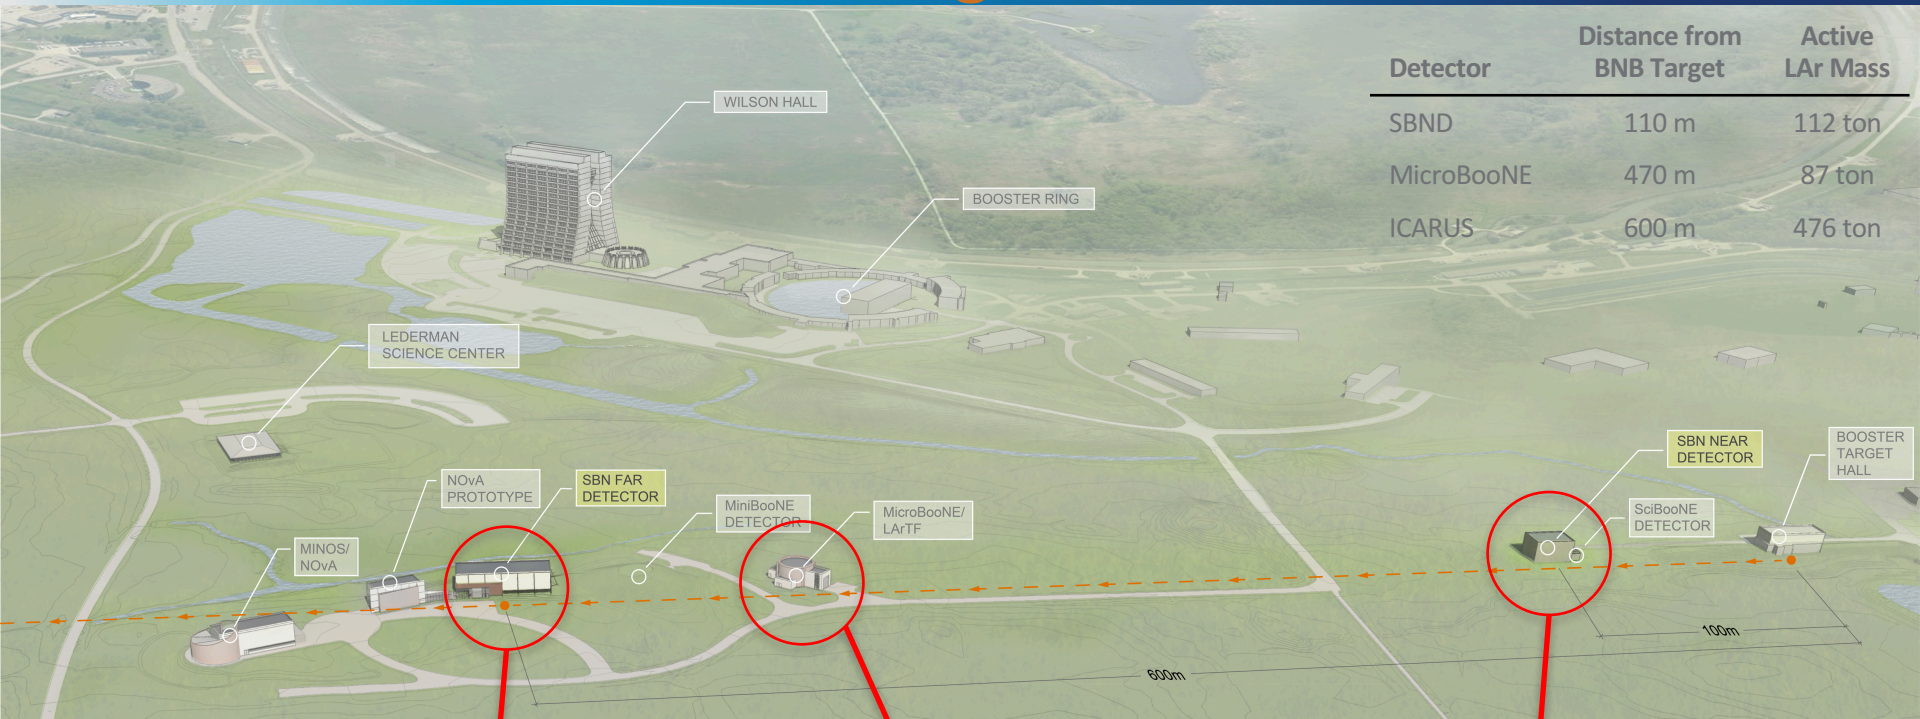 Distance from Active
Detector BNB Target LAr Mass
SBND 110 m 112 ton
MicroBooNE 470 m 87 ton
ICARUS 600 m 476 ton
WILSON HALL
BOOSTER RING
LEDERMAN
SCIENCE CENTER
NOvA
PROTOTYPE
SBN FAR
DETECTOR
MiniBooNE
DETECTOR
MicroBooNE/
LArTF
MINOS/
NOvA
SBN NEAR
DETECTOR
BOOSTER
TARGET
HALL
SciBooNE
DETECTOR
100m
600m